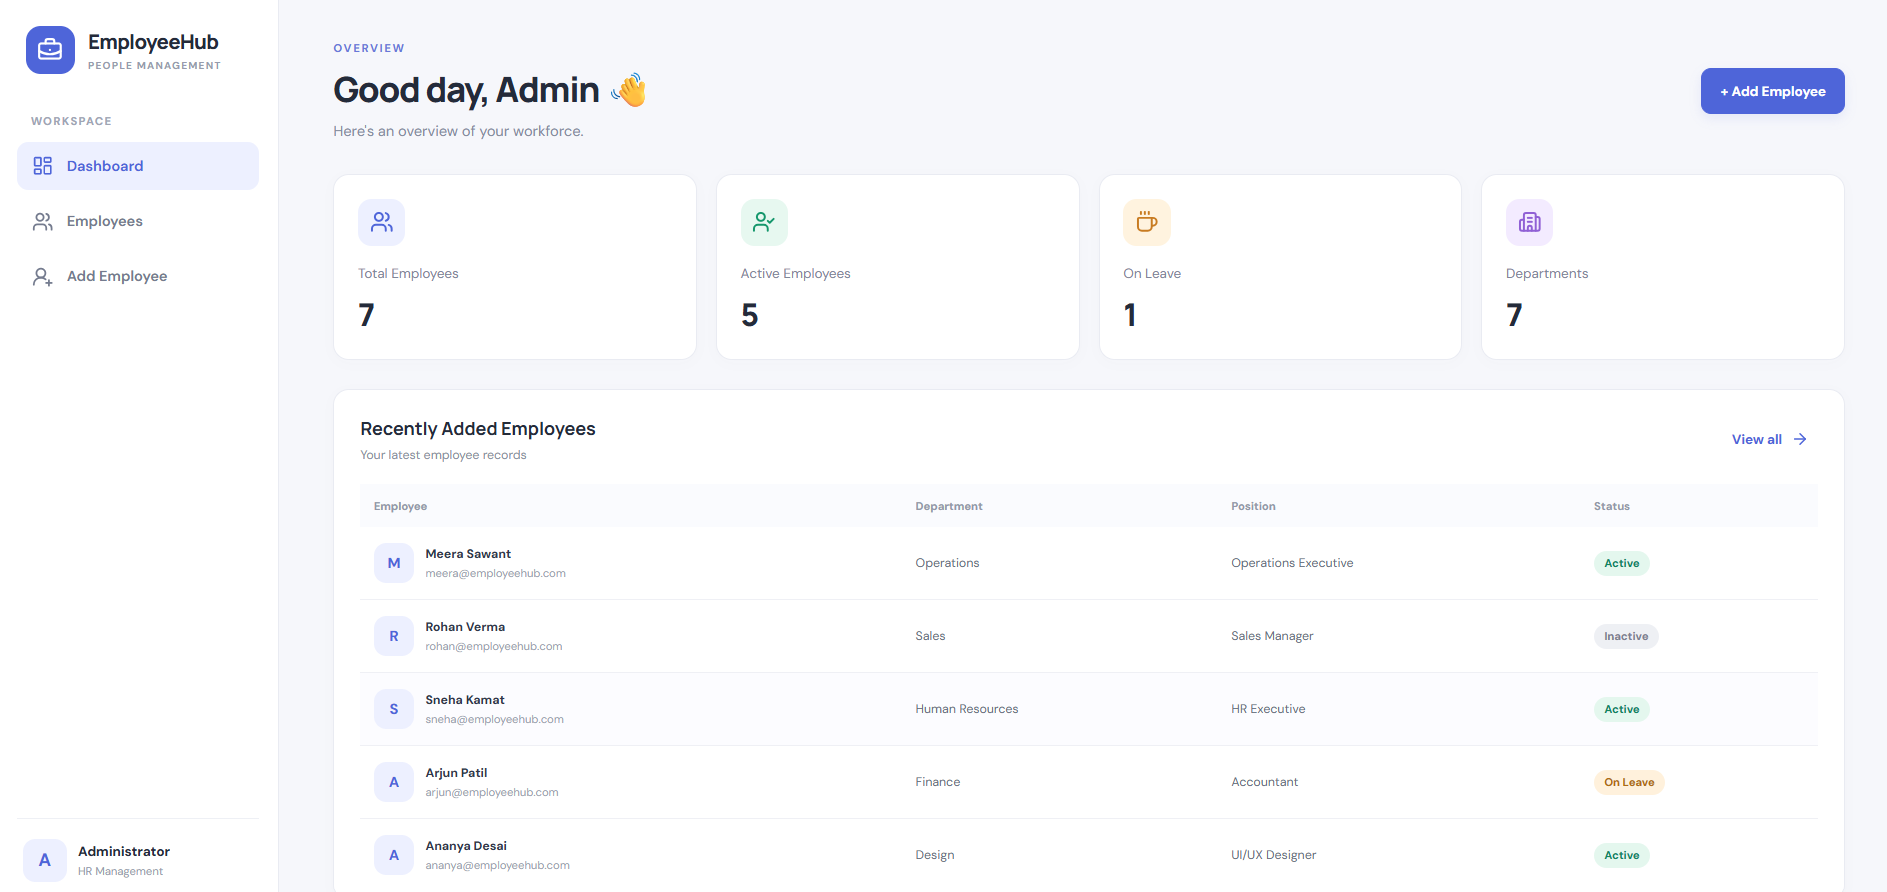 EmployeeHub
PEOPLE MANAGEMENT
WORKSPACE
Dashboard
Employees
Add Employee
A
Administrator
HR Management
OVERVIEW
Good day, Admin 👋
Here's an overview of your workforce.
+ Add Employee
Total Employees
7
Active Employees
5
On Leave
1
Departments
7
Recently Added Employees
Your latest employee records
View all →
Employee Department Position Status
M Meera Sawant Operations Operations Executive Active
meera@employeehub.com
R Rohan Verma Sales Sales Manager Inactive
rohan@employeehub.com
S Sneha Kamat Human Resources HR Executive Active
sneha@employeehub.com
A Arjun Patil Finance Accountant On Leave
arjun@employeehub.com
A Ananya Desai Design UI/UX Designer Active
ananya@employeehub.com